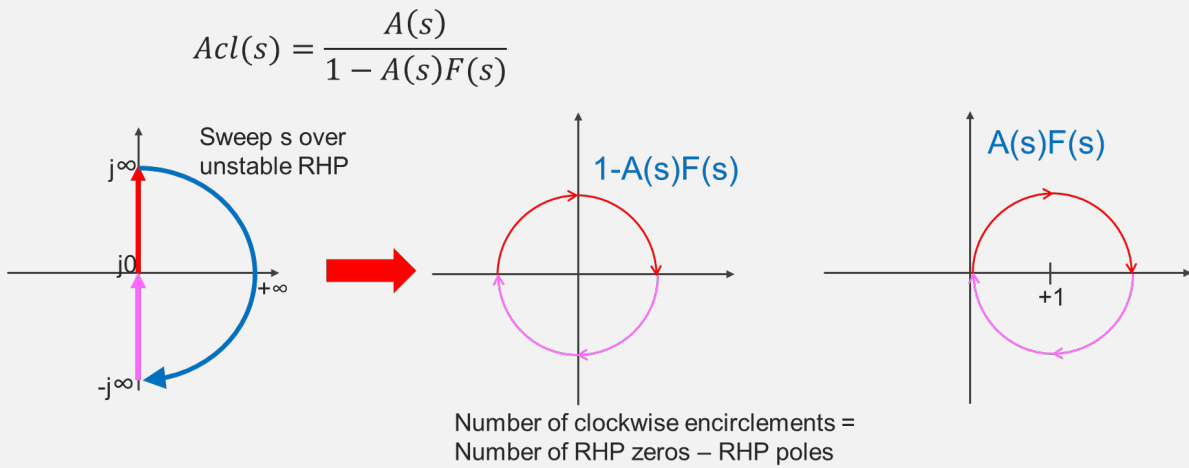 Acl(s) = A(s) / (1 − A(s)F(s))
Sweep s over
unstable RHP
j∞
j0
+∞
-j∞
1-A(s)F(s)
A(s)F(s)
+1
Number of clockwise encirclements =
Number of RHP zeros – RHP poles